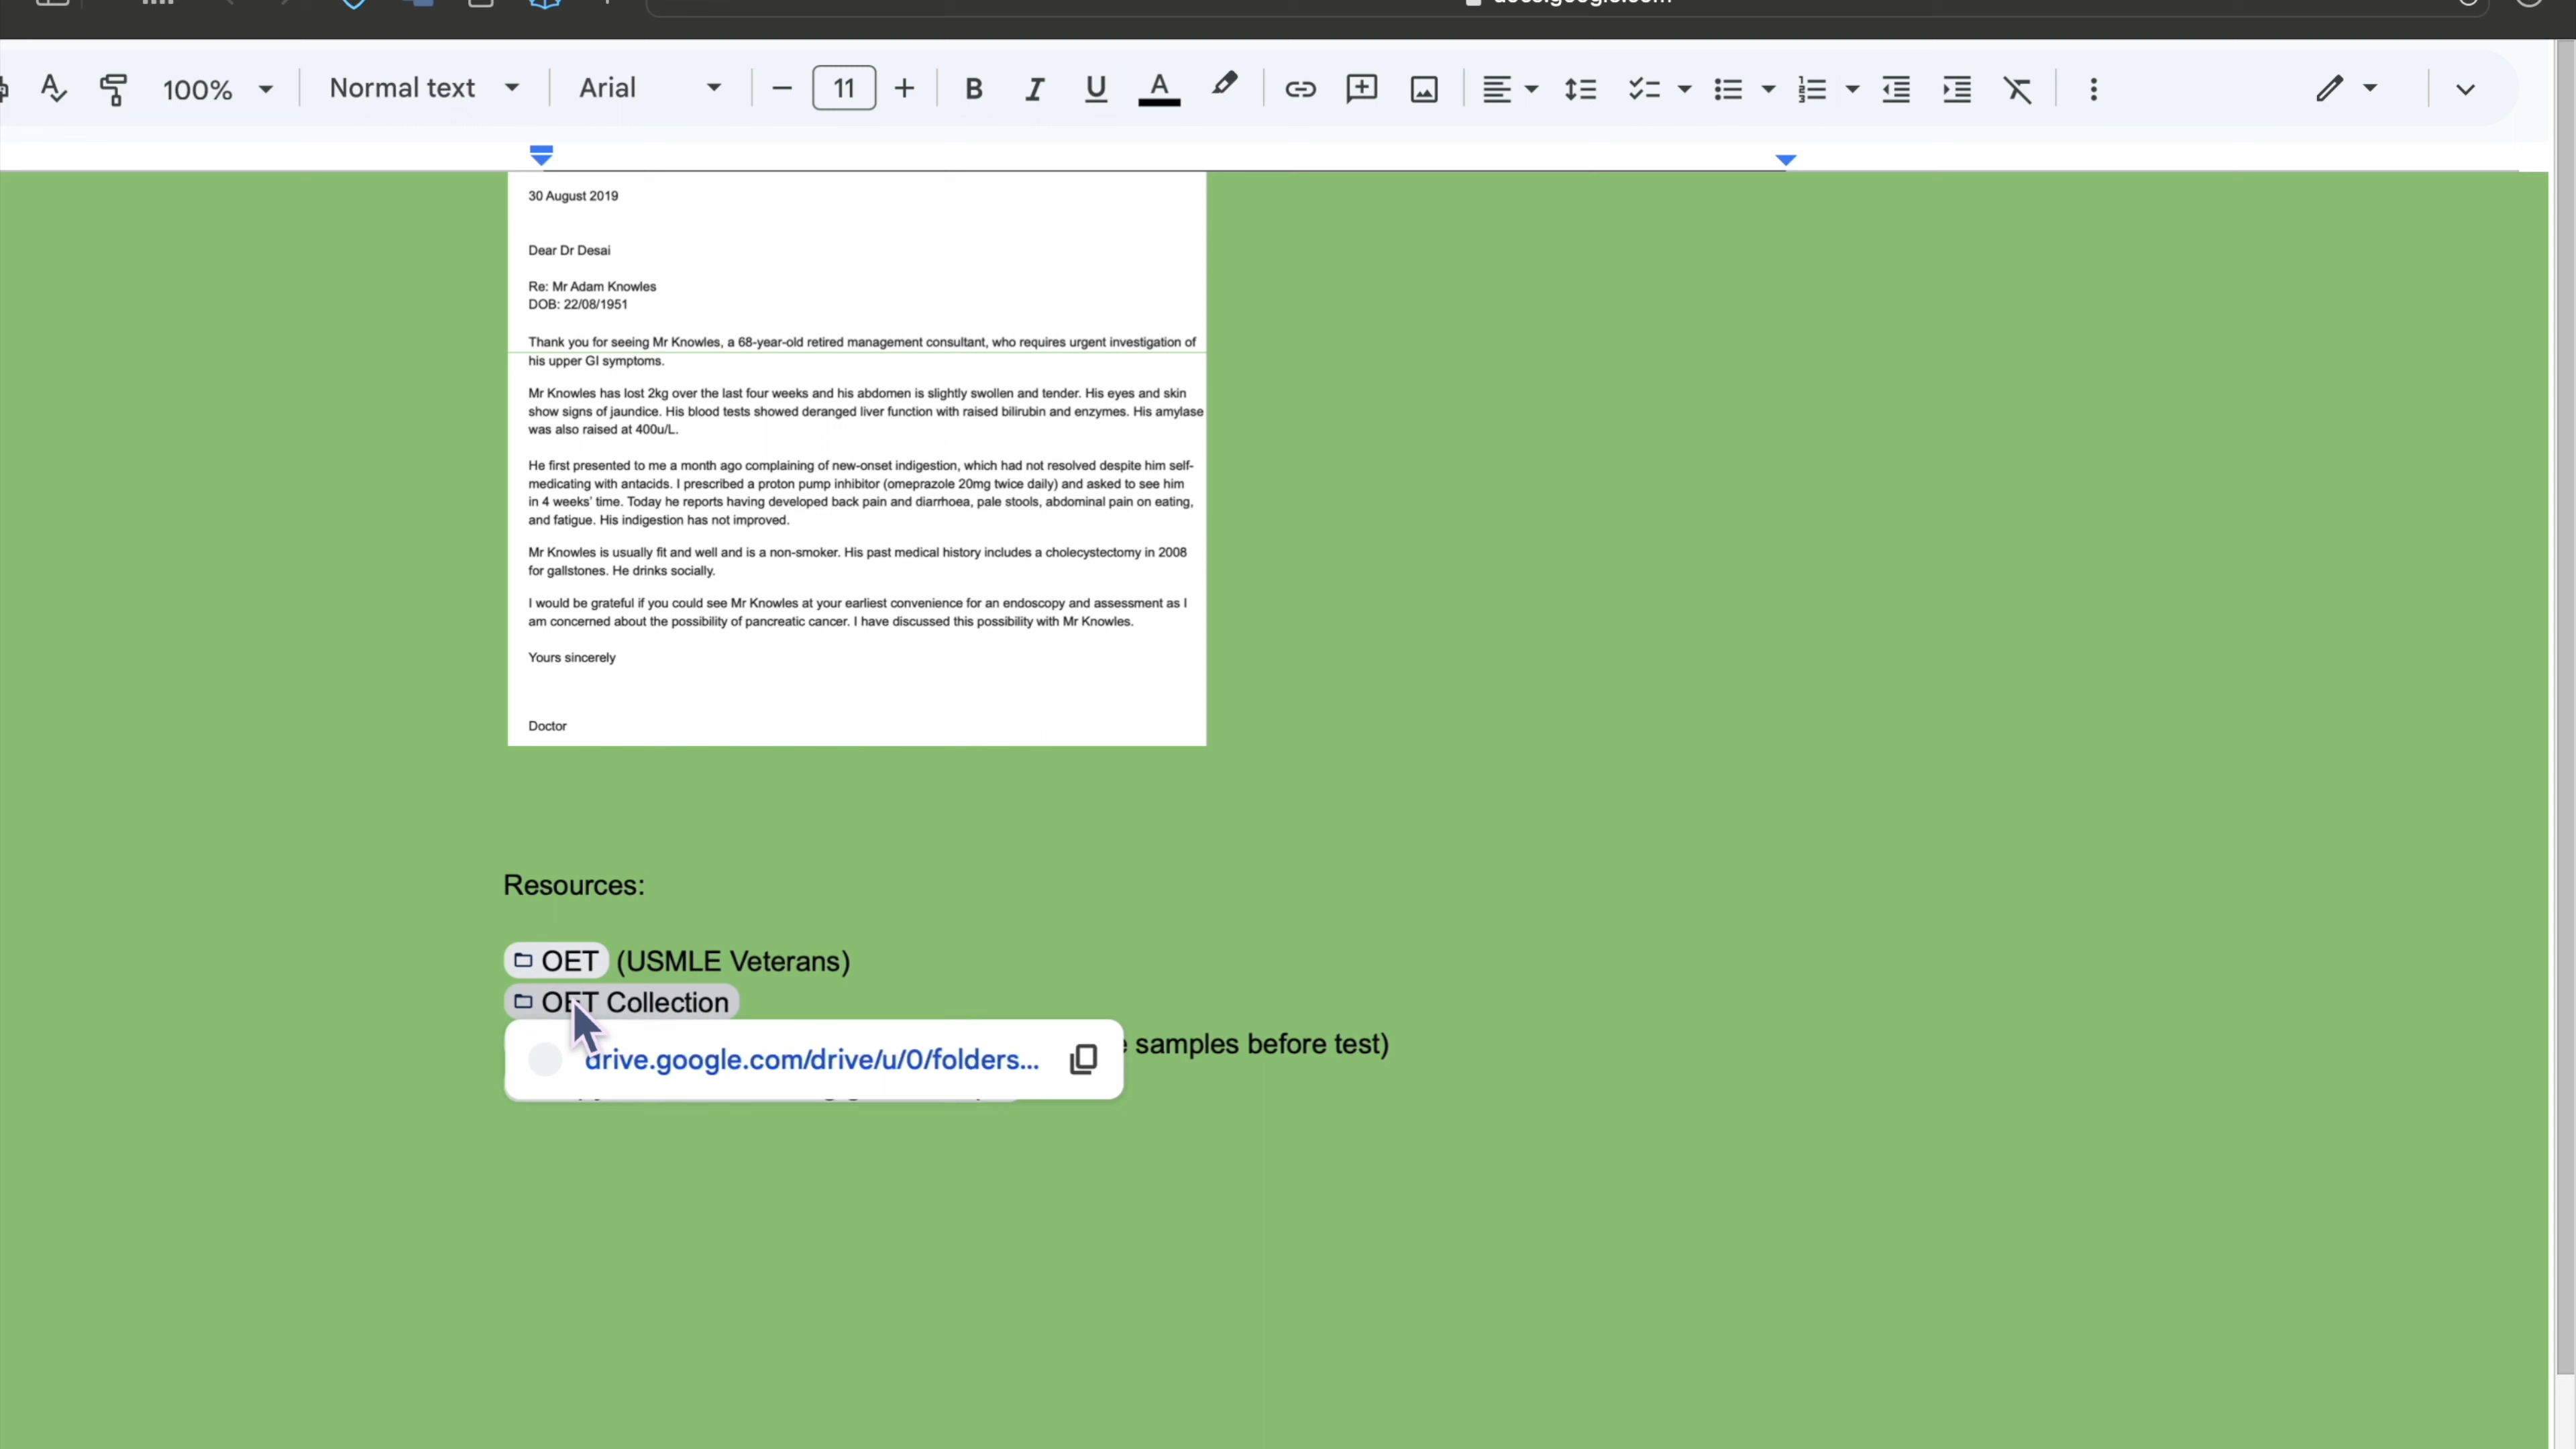 100%
Normal text
Arial
11
30 August 2019
Dear Dr Desai
Re: Mr Adam Knowles
DOB: 22/08/1951
Thank you for seeing Mr Knowles, a 68-year-old retired management consultant, who requires urgent investigation of
his upper GI symptoms.
Mr Knowles has lost 2kg over the last four weeks and his abdomen is slightly swollen and tender. His eyes and skin
show signs of jaundice. His blood tests showed deranged liver function with raised bilirubin and enzymes. His amylase
was also raised at 400u/L.
He first presented to me a month ago complaining of new-onset indigestion, which had not resolved despite him self-
medicating with antacids. I prescribed a proton pump inhibitor (omeprazole 20mg twice daily) and asked to see him
in 4 weeks' time. Today he reports having developed back pain and diarrhoea, pale stools, abdominal pain on eating,
and fatigue. His indigestion has not improved.
Mr Knowles is usually fit and well and is a non-smoker. His past medical history includes a cholecystectomy in 2008
for gallstones. He drinks socially.
I would be grateful if you could see Mr Knowles at your earliest convenience for an endoscopy and assessment as I
am concerned about the possibility of pancreatic cancer. I have discussed this possibility with Mr Knowles.
Yours sincerely
Doctor
Resources:
OET (USMLE Veterans)
OET Collection
samples before test)
drive.google.com/drive/u/0/folders...